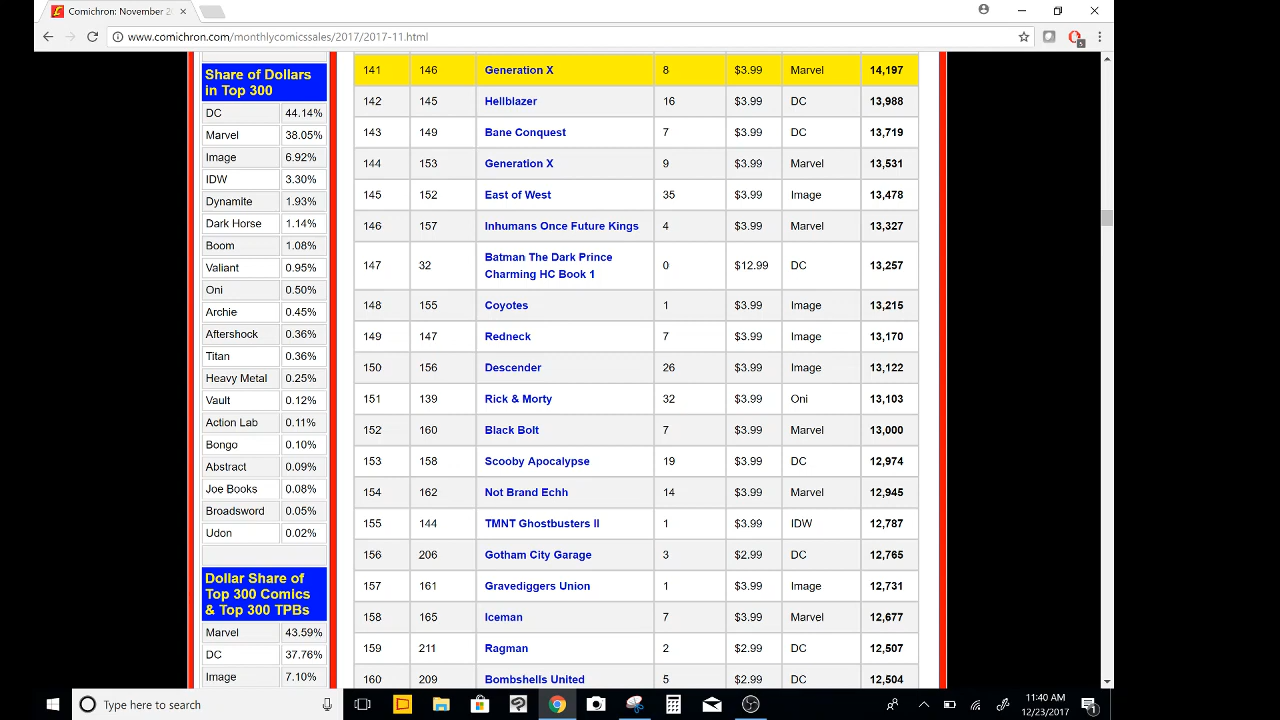 Comichron: November 2
www.comichron.com/monthlycomicssales/2017/2017-11.html
Share of Dollars
in Top 300
DC 44.14%
Marvel 38.05%
Image 6.92%
IDW 3.30%
Dynamite 1.93%
Dark Horse 1.14%
Boom 1.08%
Valiant 0.95%
Oni 0.50%
Archie 0.45%
Aftershock 0.36%
Titan 0.36%
Heavy Metal 0.25%
Vault 0.12%
Action Lab 0.11%
Bongo 0.10%
Abstract 0.09%
Joe Books 0.08%
Broadsword 0.05%
Udon 0.02%
Dollar Share of
Top 300 Comics
& Top 300 TPBs
Marvel 43.59%
DC 37.76%
Image 7.10%
141 146 Generation X 8 $3.99 Marvel 14,197
142 145 Hellblazer 16 $3.99 DC 13,988
143 149 Bane Conquest 7 $3.99 DC 13,719
144 153 Generation X 9 $3.99 Marvel 13,531
145 152 East of West 35 $3.99 Image 13,478
146 157 Inhumans Once Future Kings 4 $3.99 Marvel 13,327
147 32 Batman The Dark Prince
Charming HC Book 1 0 $12.99 DC 13,257
148 155 Coyotes 1 $3.99 Image 13,215
149 147 Redneck 7 $3.99 Image 13,170
150 156 Descender 26 $3.99 Image 13,122
151 139 Rick & Morty 32 $3.99 Oni 13,103
152 160 Black Bolt 7 $3.99 Marvel 13,000
153 158 Scooby Apocalypse 19 $3.99 DC 12,974
154 162 Not Brand Echh 14 $3.99 Marvel 12,945
155 144 TMNT Ghostbusters II 1 $3.99 IDW 12,787
156 206 Gotham City Garage 3 $2.99 DC 12,765
157 161 Gravediggers Union 1 $3.99 Image 12,731
158 165 Iceman 7 $3.99 Marvel 12,677
159 211 Ragman 2 $2.99 DC 12,507
160 209 Bombshells United 5 $2.99 DC 12,504
Type here to search
11:40 AM
12/23/2017